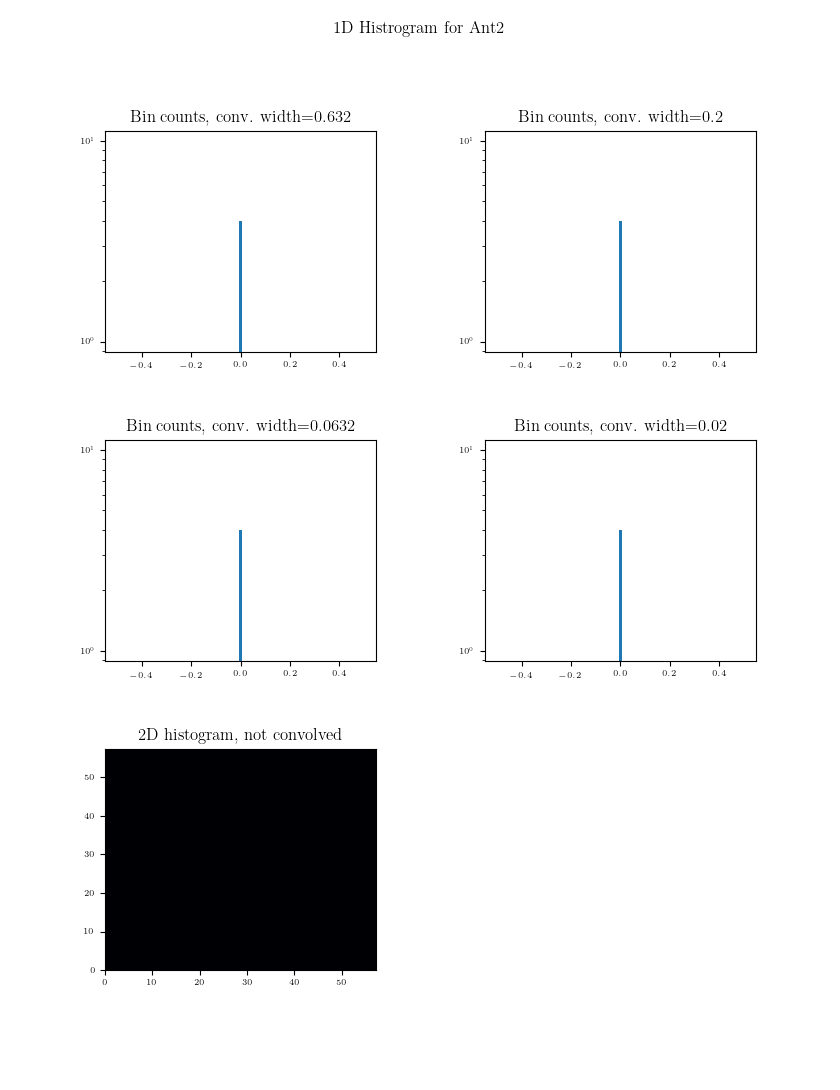 1D Histrogram for Ant2
Bin counts, conv. width=0.632
10¹
10⁰
−0.4 −0.2 0.0 0.2 0.4
Bin counts, conv. width=0.2
10¹
10⁰
−0.4 −0.2 0.0 0.2 0.4
Bin counts, conv. width=0.0632
10¹
10⁰
−0.4 −0.2 0.0 0.2 0.4
Bin counts, conv. width=0.02
10¹
10⁰
−0.4 −0.2 0.0 0.2 0.4
2D histogram, not convolved
50
40
30
20
10
0
0 10 20 30 40 50